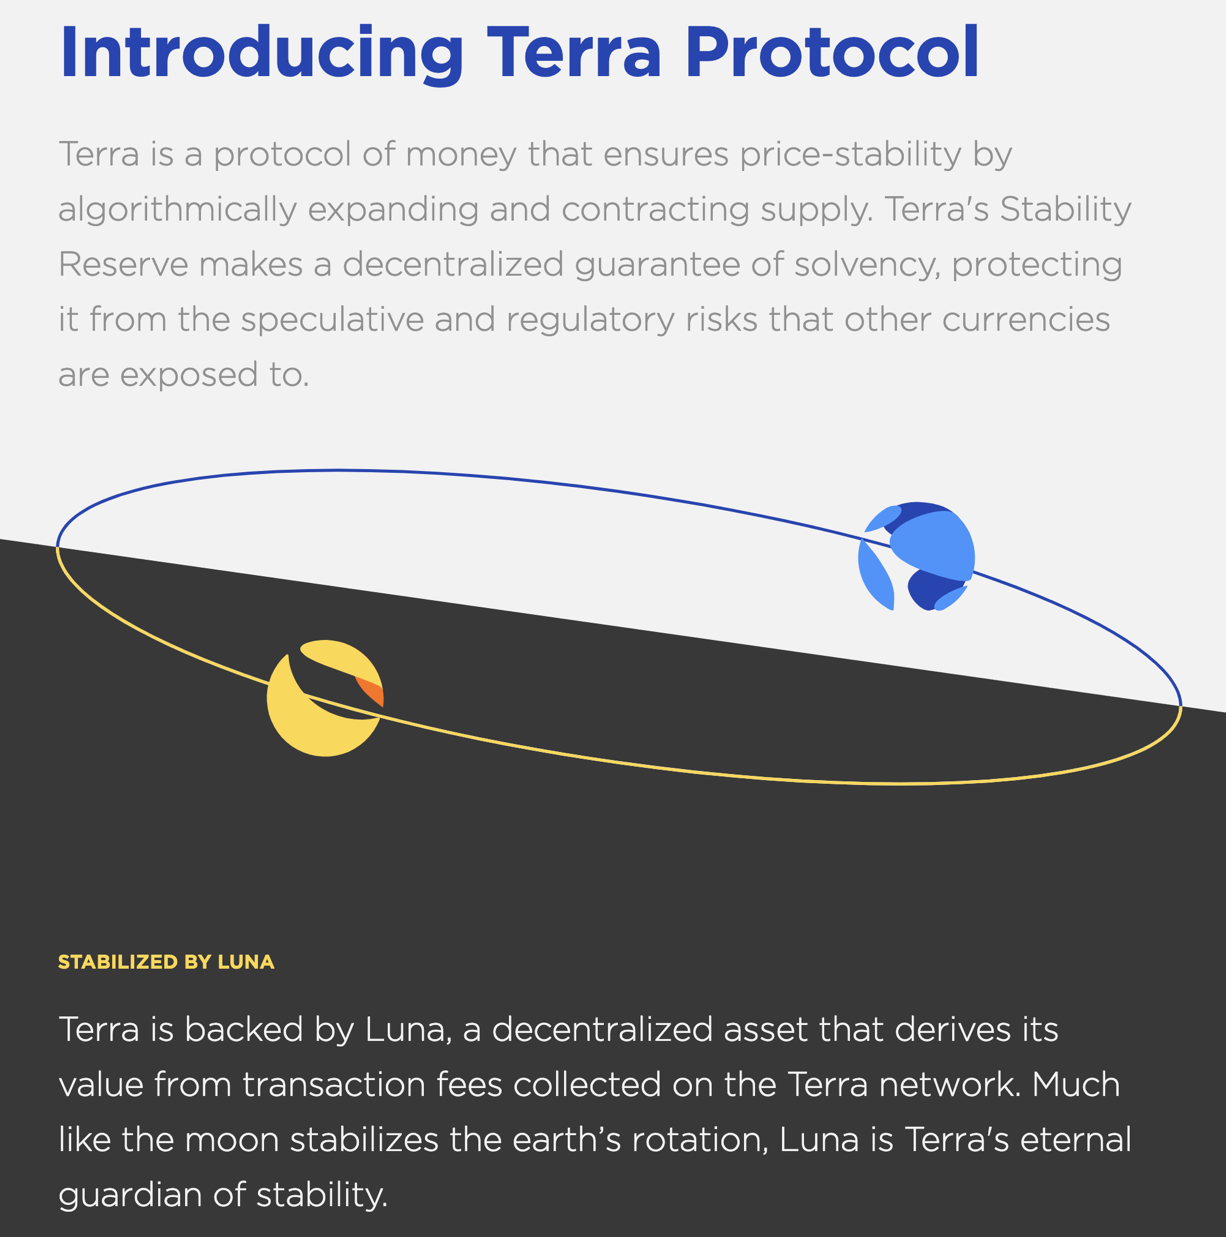 Introducing Terra Protocol
Terra is a protocol of money that ensures price-stability by
algorithmically expanding and contracting supply. Terra's Stability
Reserve makes a decentralized guarantee of solvency, protecting
it from the speculative and regulatory risks that other currencies
are exposed to.
STABILIZED BY LUNA
Terra is backed by Luna, a decentralized asset that derives its
value from transaction fees collected on the Terra network. Much
like the moon stabilizes the earth’s rotation, Luna is Terra's eternal
guardian of stability.